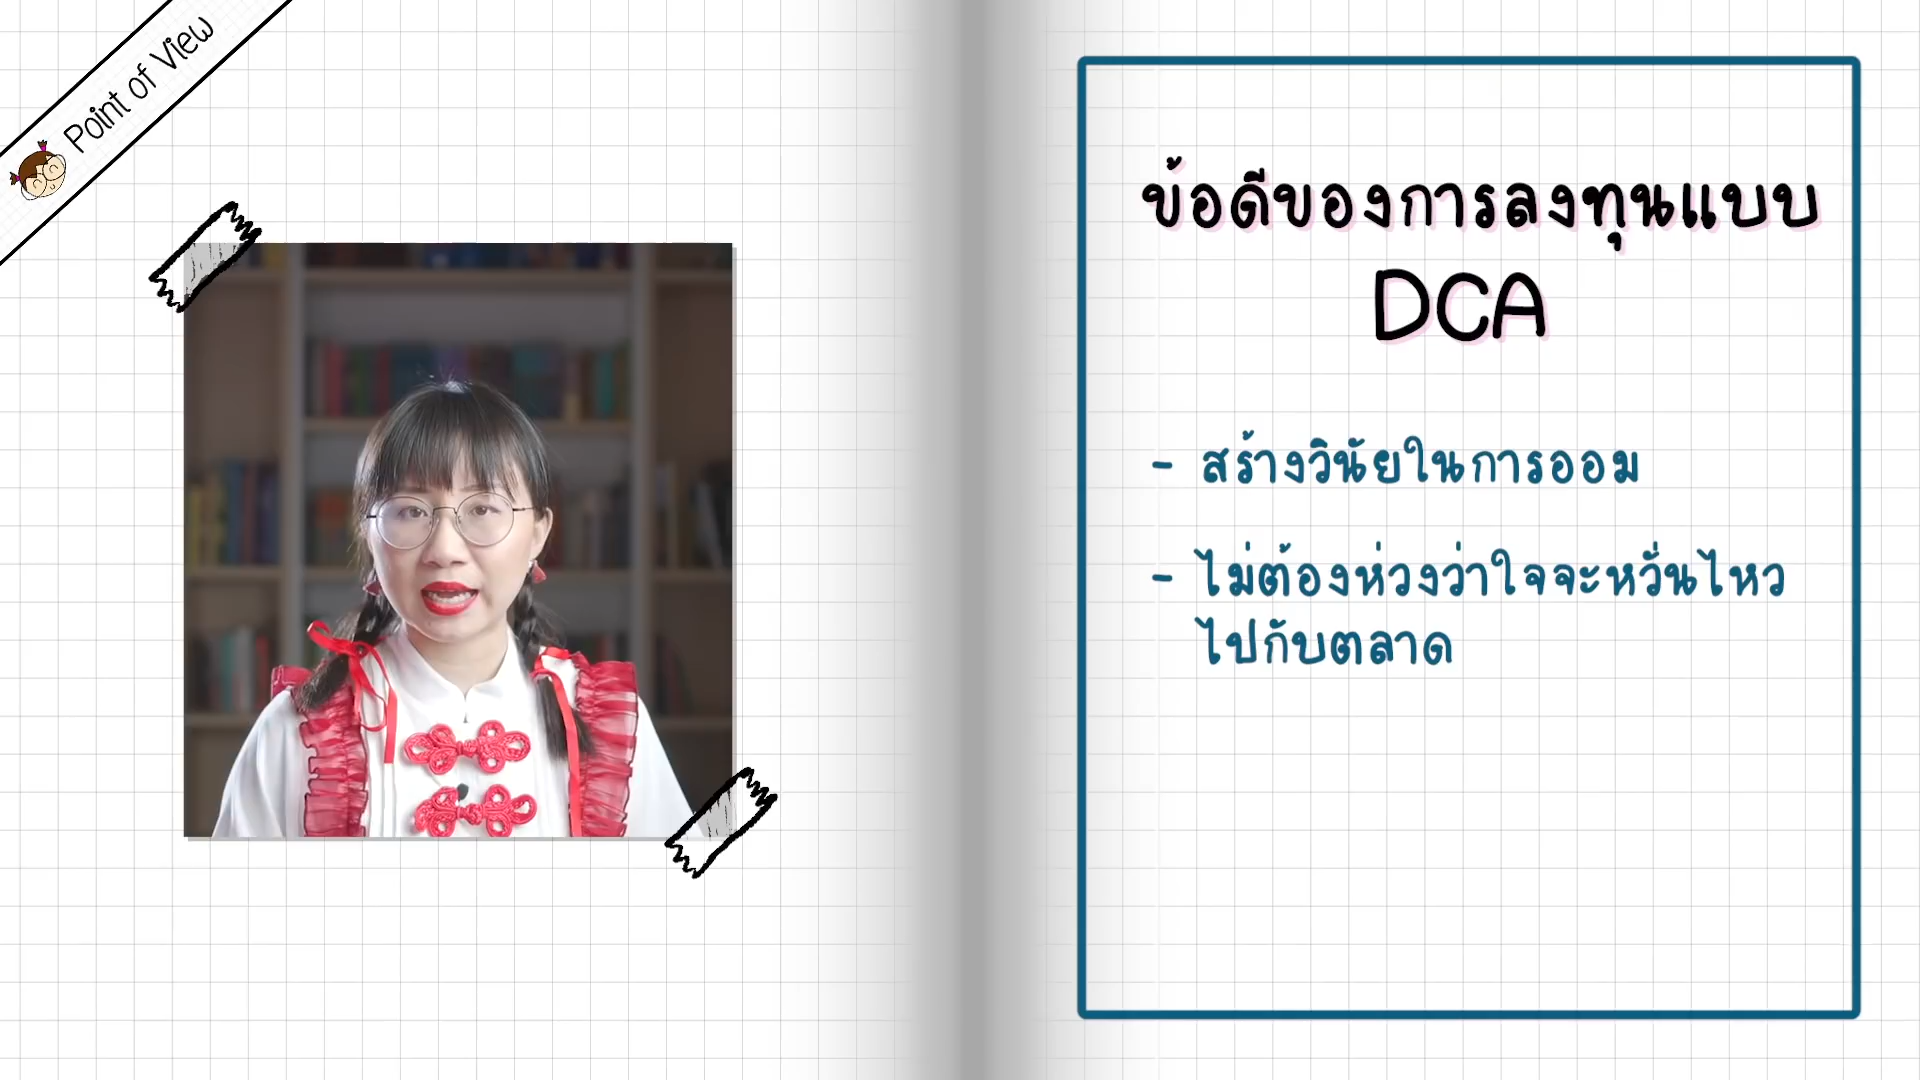 Point of View
ข้อดีของการลงทุนแบบ
DCA
- สร้างวินัยในการออม
- ไม่ต้องห่วงว่าใจจะหวั่นไหว
ไปกับตลาด